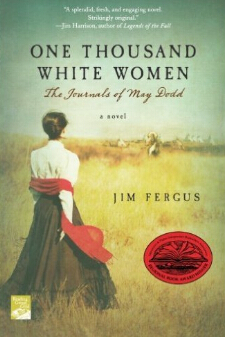 "A splendid, fresh, and engaging novel.
Strikingly original."
—Jim Harrison, author of Legends of the Fall
ONE THOUSAND
WHITE WOMEN
The Journals of May Dodd
a novel
JIM FERGUS